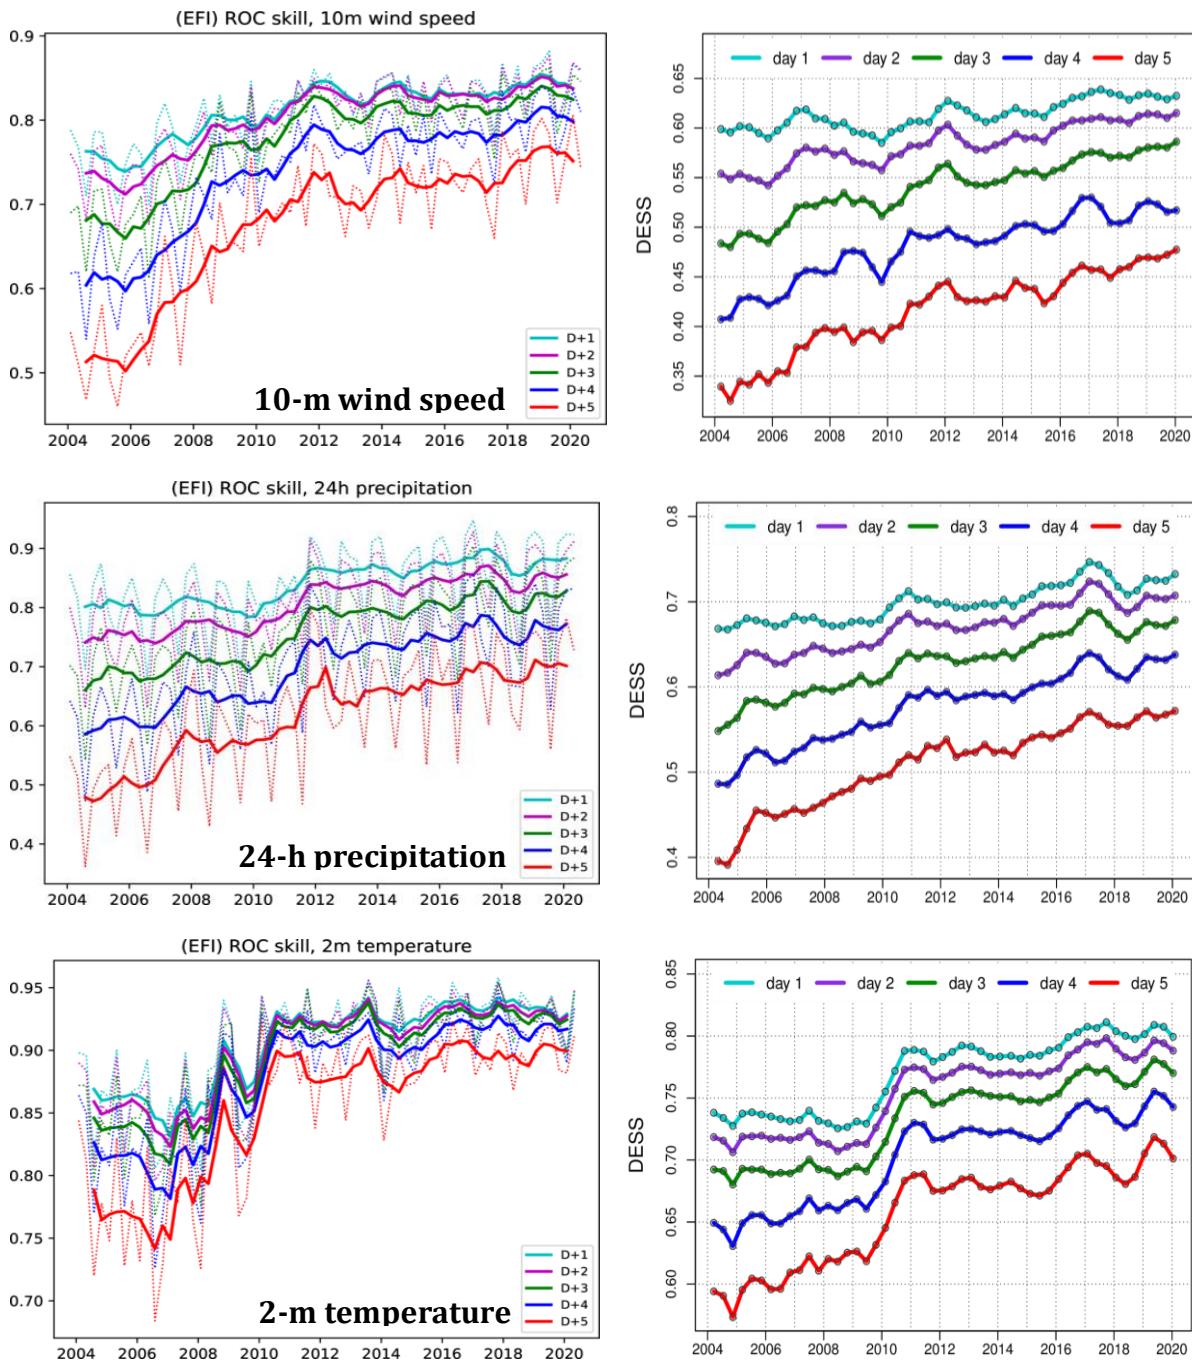 (EFI) ROC skill, 10m wind speed
0.9
0.8
0.7
0.6
0.5
D+1
D+2
D+3
D+4
D+5
10-m wind speed
2004 2006 2008 2010 2012 2014 2016 2018 2020
day 1 day 2 day 3 day 4 day 5
DESS
0.65
0.60
0.55
0.50
0.45
0.40
0.35
2004 2006 2008 2010 2012 2014 2016 2018 2020
(EFI) ROC skill, 24h precipitation
0.9
0.8
0.7
0.6
0.5
0.4
D+1
D+2
D+3
D+4
D+5
24-h precipitation
2004 2006 2008 2010 2012 2014 2016 2018 2020
day 1 day 2 day 3 day 4 day 5
DESS
0.8
0.7
0.6
0.5
0.4
2004 2006 2008 2010 2012 2014 2016 2018 2020
(EFI) ROC skill, 2m temperature
0.95
0.90
0.85
0.80
0.75
0.70
D+1
D+2
D+3
D+4
D+5
2-m temperature
2004 2006 2008 2010 2012 2014 2016 2018 2020
day 1 day 2 day 3 day 4 day 5
DESS
0.85
0.80
0.75
0.70
0.65
0.60
2004 2006 2008 2010 2012 2014 2016 2018 2020